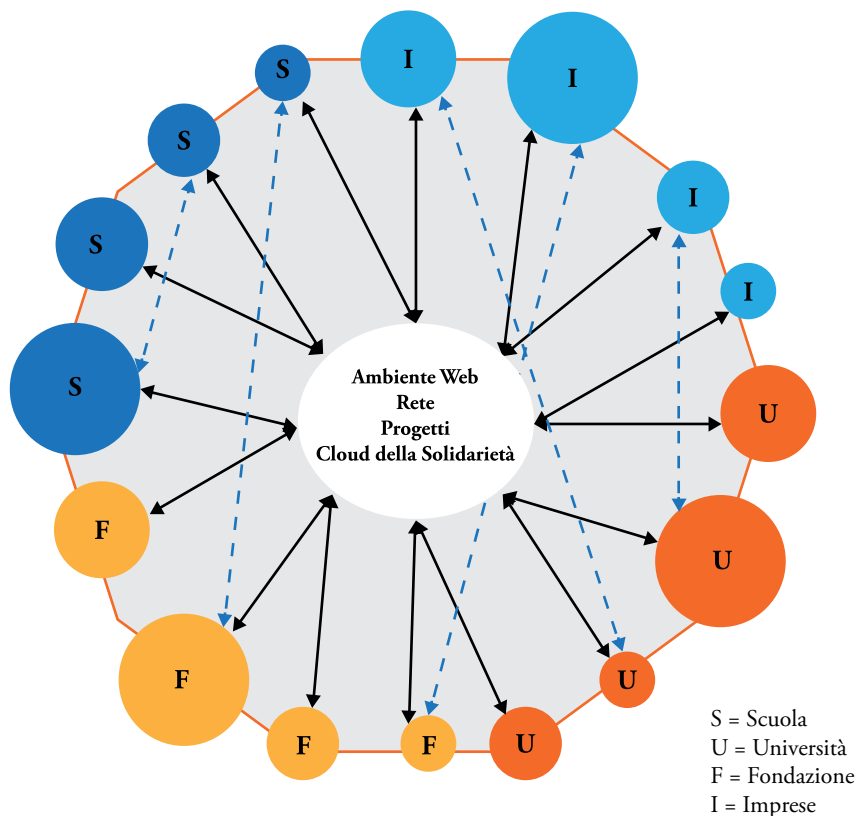 S
I
I
S
I
S
I
S
U
F
U
F
U
F
F
U
Ambiente Web
Rete
Progetti
Cloud della Solidarietà
S = Scuola
U = Università
F = Fondazione
I = Imprese